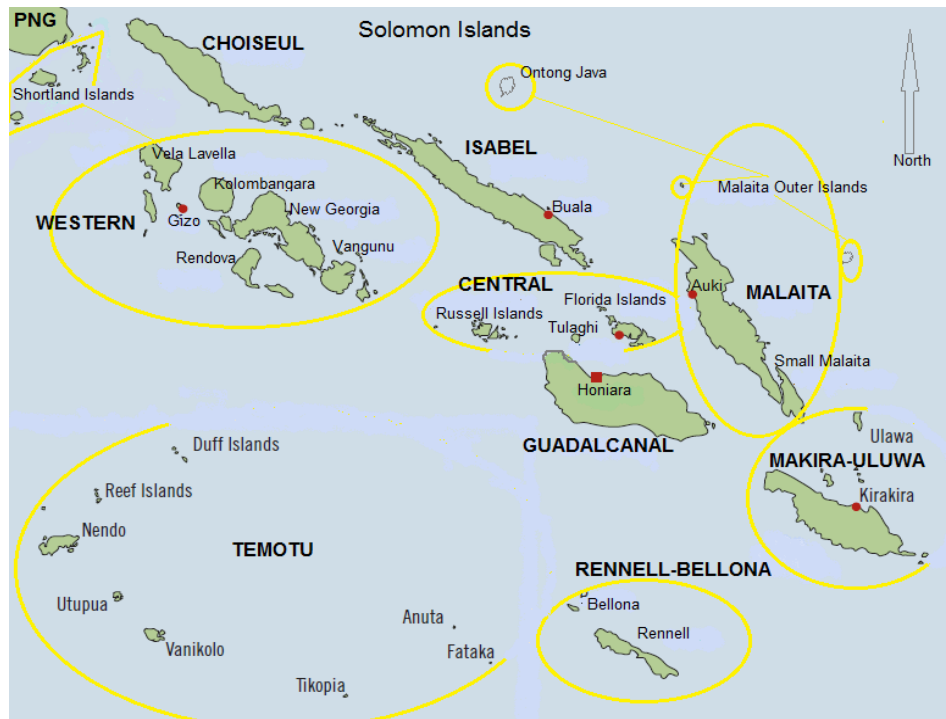 PNG
CHOISEUL
Solomon Islands
Shortland Islands
Ontong Java
North
Vela Lavella
ISABEL
Kolombangara
Malaita Outer Islands
WESTERN
Gizo
New Georgia
Buala
Rendova
Vangunu
CENTRAL
Auki
MALAITA
Florida Islands
Russell Islands
Tulaghi
Small Malaita
Honiara
GUADALCANAL
Ulawa
MAKIRA-ULUWA
Kirakira
Duff Islands
Reef Islands
Nendo
TEMOTU
RENNELL-BELLONA
Utupua
Bellona
Anuta
Rennell
Vanikolo
Fataka
Tikopia